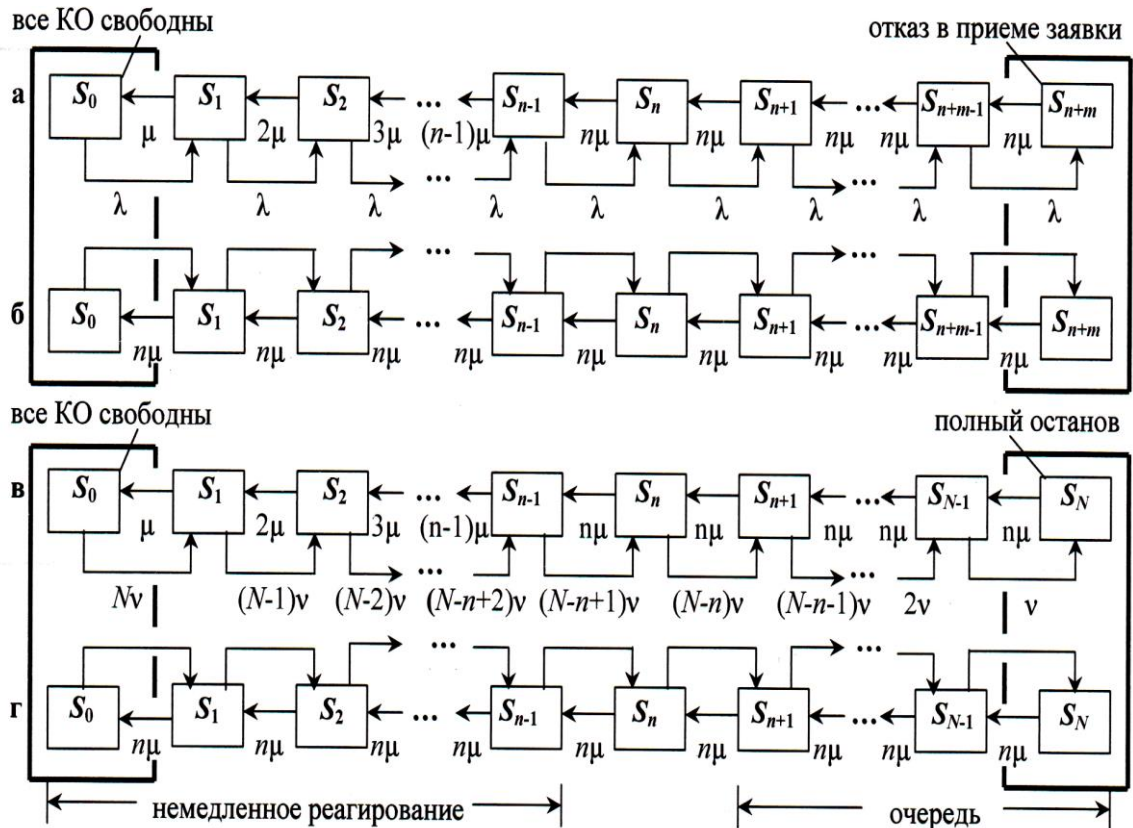 все КО свободны
отказ в приеме заявки
а S0 S1 S2 ... Sn-1 Sn Sn+1 ... Sn+m-1 Sn+m
μ 2μ 3μ (n-1)μ nμ nμ nμ nμ nμ
... ...
λ λ λ λ λ λ λ λ λ
... ...
б S0 S1 S2 ... Sn-1 Sn Sn+1 ... Sn+m-1 Sn+m
nμ nμ nμ nμ nμ nμ nμ nμ nμ
все КО свободны
полный останов
в S0 S1 S2 ... Sn-1 Sn Sn+1 ... SN-1 SN
μ 2μ 3μ (n-1)μ nμ nμ nμ nμ nμ
... ...
Nν (N-1)ν (N-2)ν (N-n+2)ν (N-n+1)ν (N-n)ν (N-n-1)ν 2ν ν
... ...
г S0 S1 S2 ... Sn-1 Sn Sn+1 ... SN-1 SN
nμ nμ nμ nμ nμ nμ nμ nμ nμ
немедленное реагирование
очередь